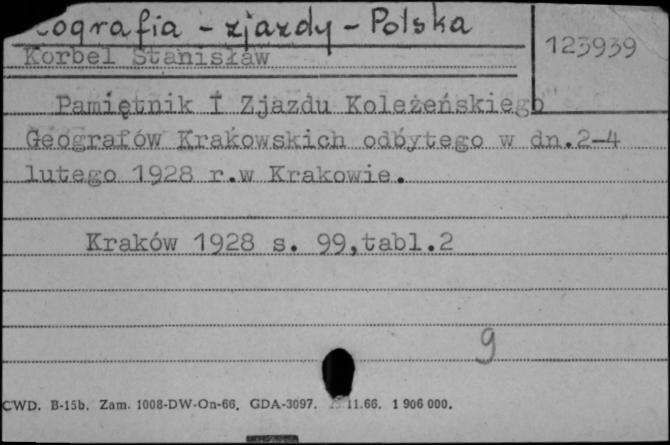 eografia - zjazdy - Polska
123939
Korbel Stanisław
Pamiętnik I Zjazdu Koleżeńskiego
Geografów Krakowskich odbytego w dn.2-4
lutego 1928 r.w Krakowie.
Kraków 1928 s. 99,tabl.2
9
CWD. B-15b. Zam. 1008-DW-On-66. GDA-3097. 11.66. 1 906 000.